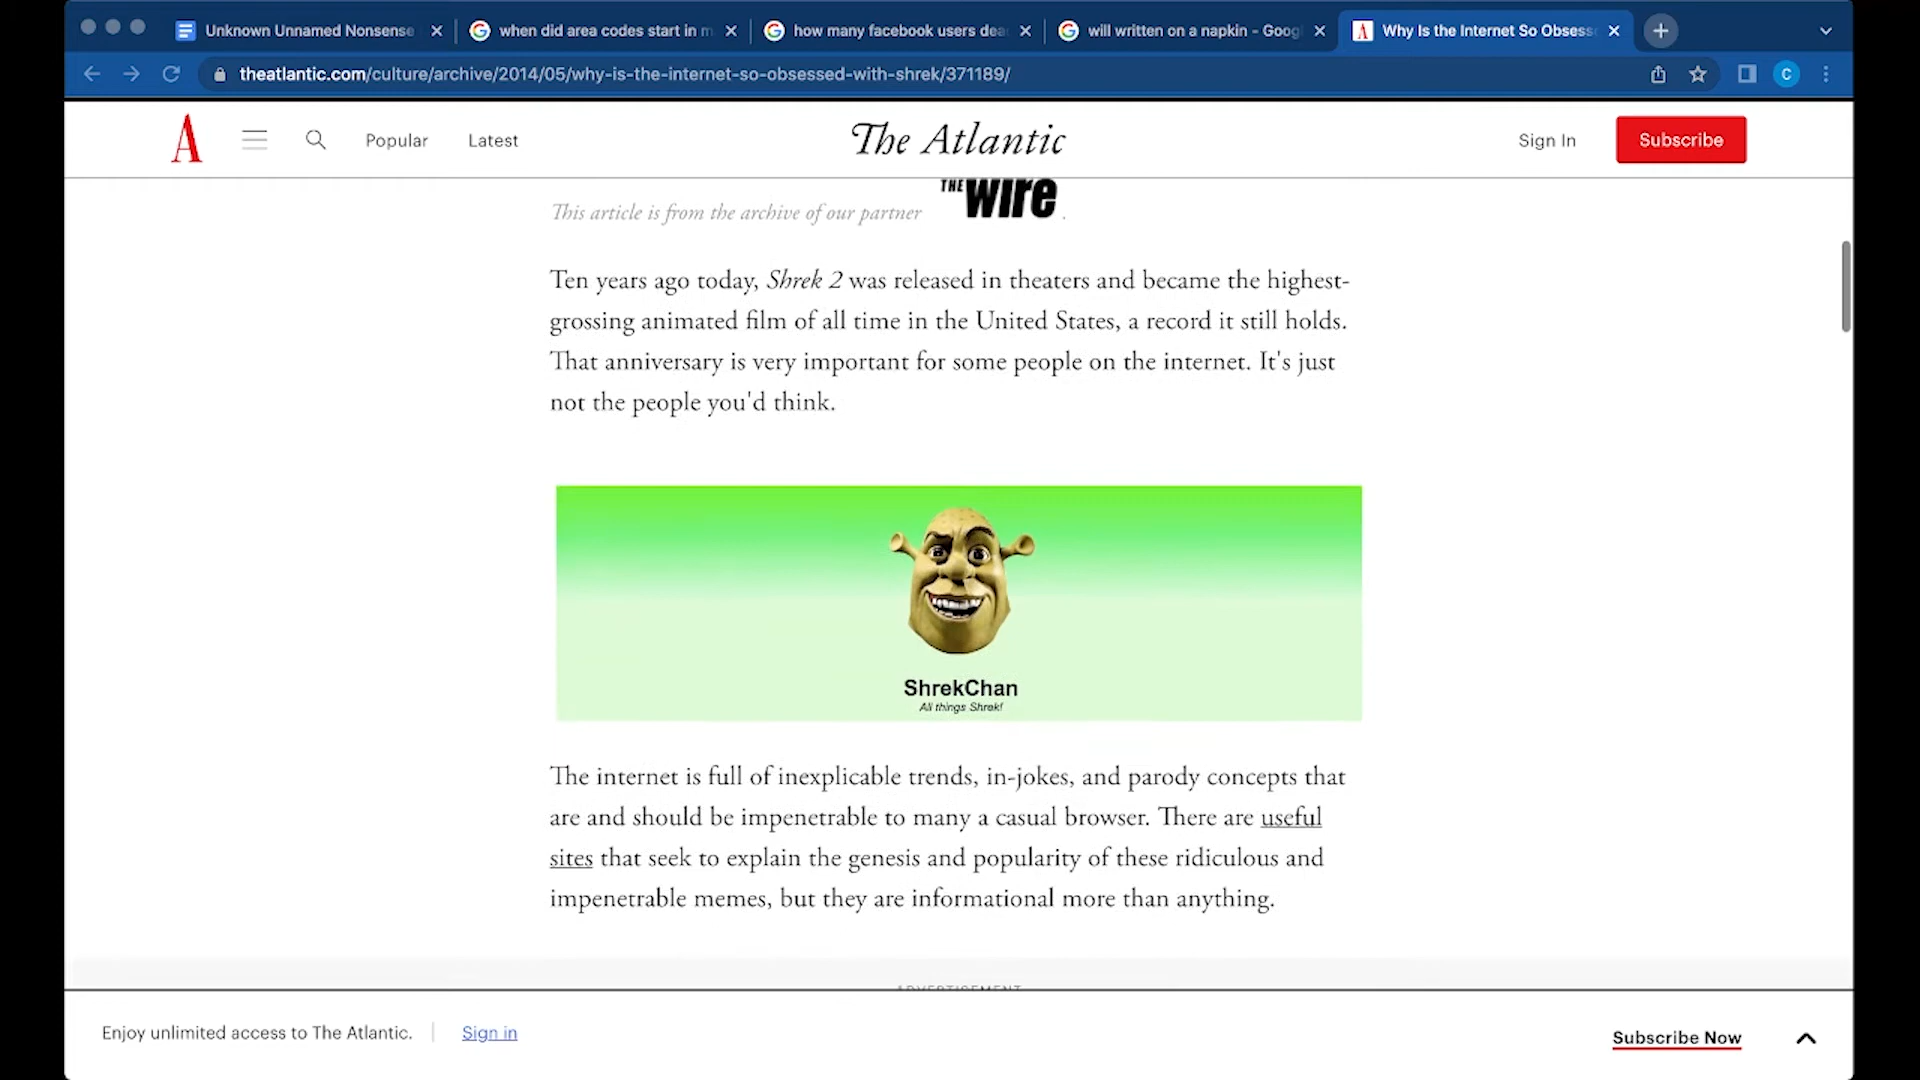 Unknown Unnamed Nonsense
when did area codes start in m
how many facebook users dea
will written on a napkin - Goog
Why Is the Internet So Obsess
theatlantic.com/culture/archive/2014/05/why-is-the-internet-so-obsessed-with-shrek/371189/
C
A
Popular
Latest
The Atlantic
Sign In
Subscribe
This article is from the archive of our partner THE WIRE .
Ten years ago today, Shrek 2 was released in theaters and became the highest-
grossing animated film of all time in the United States, a record it still holds.
That anniversary is very important for some people on the internet. It's just
not the people you'd think.
ShrekChan
All things Shrek!
The internet is full of inexplicable trends, in-jokes, and parody concepts that
are and should be impenetrable to many a casual browser. There are useful
sites that seek to explain the genesis and popularity of these ridiculous and
impenetrable memes, but they are informational more than anything.
ADVERTISEMENT
Enjoy unlimited access to The Atlantic.
Sign in
Subscribe Now